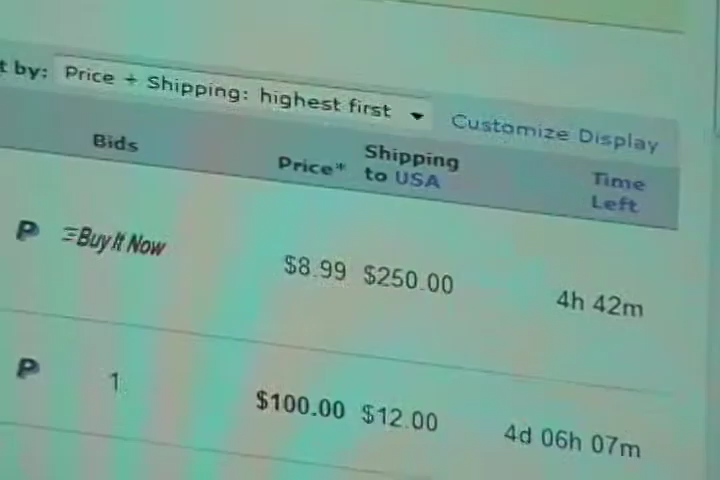 t by: Price + Shipping: highest first Customize Display
Bids Price* Shipping to USA Time Left
P Buy It Now $8.99 $250.00 4h 42m
P 1 $100.00 $12.00 4d 06h 07m